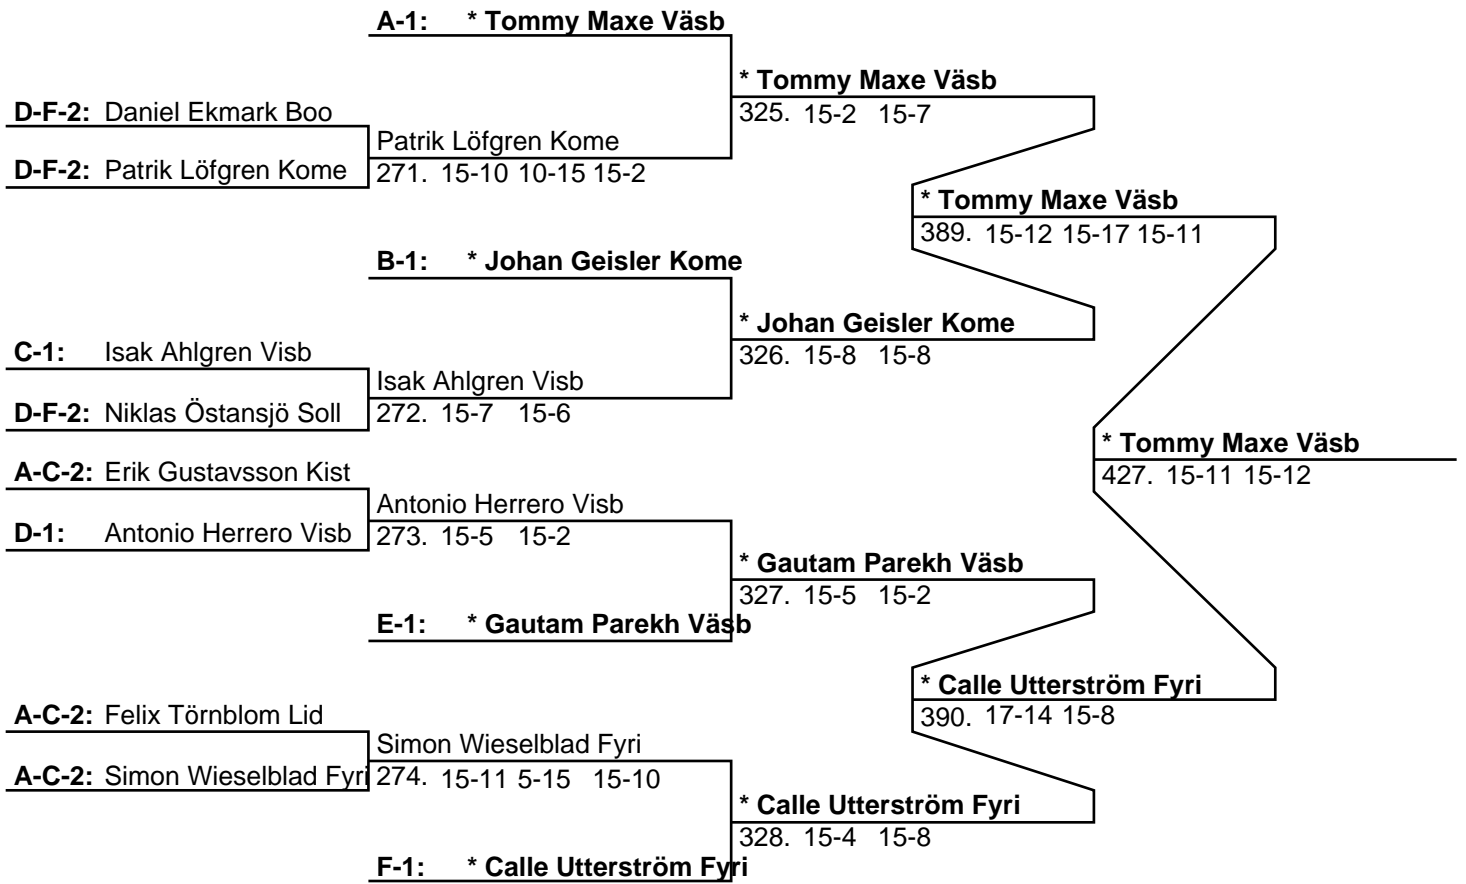 A-1: * Tommy Maxe Väsb
* Tommy Maxe Väsb
325. 15-2 15-7
D-F-2: Daniel Ekmark Boo
Patrik Löfgren Kome
D-F-2: Patrik Löfgren Kome
271. 15-10 10-15 15-2
* Tommy Maxe Väsb
389. 15-12 15-17 15-11
B-1: * Johan Geisler Kome
* Johan Geisler Kome
326. 15-8 15-8
C-1: Isak Ahlgren Visb
Isak Ahlgren Visb
D-F-2: Niklas Östansjö Soll
272. 15-7 15-6
* Tommy Maxe Väsb
427. 15-11 15-12
A-C-2: Erik Gustavsson Kist
Antonio Herrero Visb
D-1: Antonio Herrero Visb
273. 15-5 15-2
* Gautam Parekh Väsb
327. 15-5 15-2
E-1: * Gautam Parekh Väsb
* Calle Utterström Fyri
390. 17-14 15-8
A-C-2: Felix Törnblom Lid
Simon Wieselblad Fyri
A-C-2: Simon Wieselblad Fyri
274. 15-11 5-15 15-10
* Calle Utterström Fyri
328. 15-4 15-8
F-1: * Calle Utterström Fyri